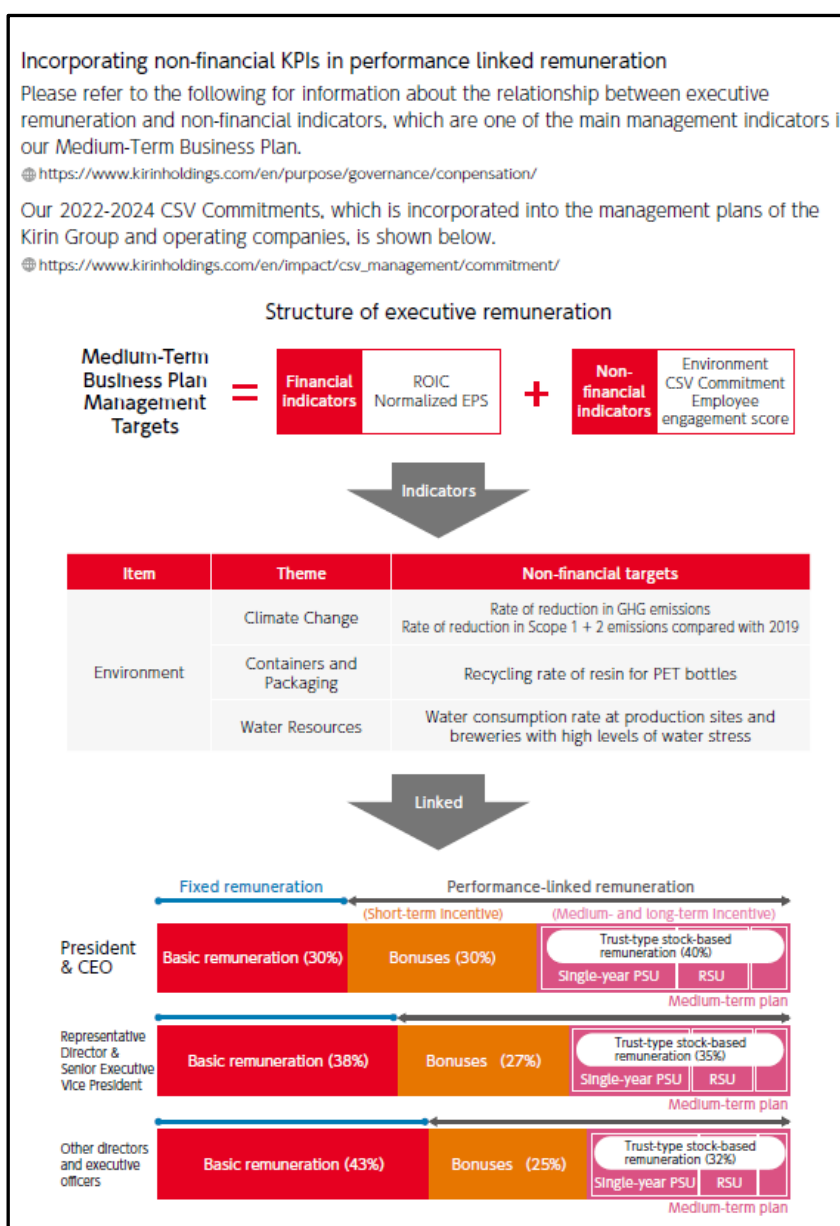 Incorporating non-financial KPIs in performance linked remuneration
Please refer to the following for information about the relationship between executive
remuneration and non-financial indicators, which are one of the main management indicators i
our Medium-Term Business Plan.
https://www.kirinholdings.com/en/purpose/governance/conpensation/
Our 2022-2024 CSV Commitments, which is incorporated into the management plans of the
Kirin Group and operating companies, is shown below.
https://www.kirinholdings.com/en/impact/csv_management/commitment/
Structure of executive remuneration
Medium-Term
Business Plan
Management
Targets
=
Financial
indicators
ROIC
Normalized EPS
+
Non-
financial
indicators
Environment
CSV Commitment
Employee
engagement score
Indicators
Item
Theme
Non-financial targets
Environment
Climate Change
Rate of reduction in GHG emissions
Rate of reduction in Scope 1 + 2 emissions compared with 2019
Containers and
Packaging
Recycling rate of resin for PET bottles
Water Resources
Water consumption rate at production sites and
breweries with high levels of water stress
Linked
Fixed remuneration
Performance-linked remuneration
(Short-term incentive)
(Medium- and long-term incentive)
President
& CEO
Basic remuneration (30%)
Bonuses (30%)
Trust-type stock-based
remuneration (40%)
Single-year PSU
RSU
Medium-term plan
Representative
Director &
Senior Executive
Vice President
Basic remuneration (38%)
Bonuses (27%)
Trust-type stock-based
remuneration (35%)
Single-year PSU
RSU
Medium-term plan
Other directors
and executive
officers
Basic remuneration (43%)
Bonuses (25%)
Trust-type stock-based
remuneration (32%)
Single-year PSU
RSU
Medium-term plan